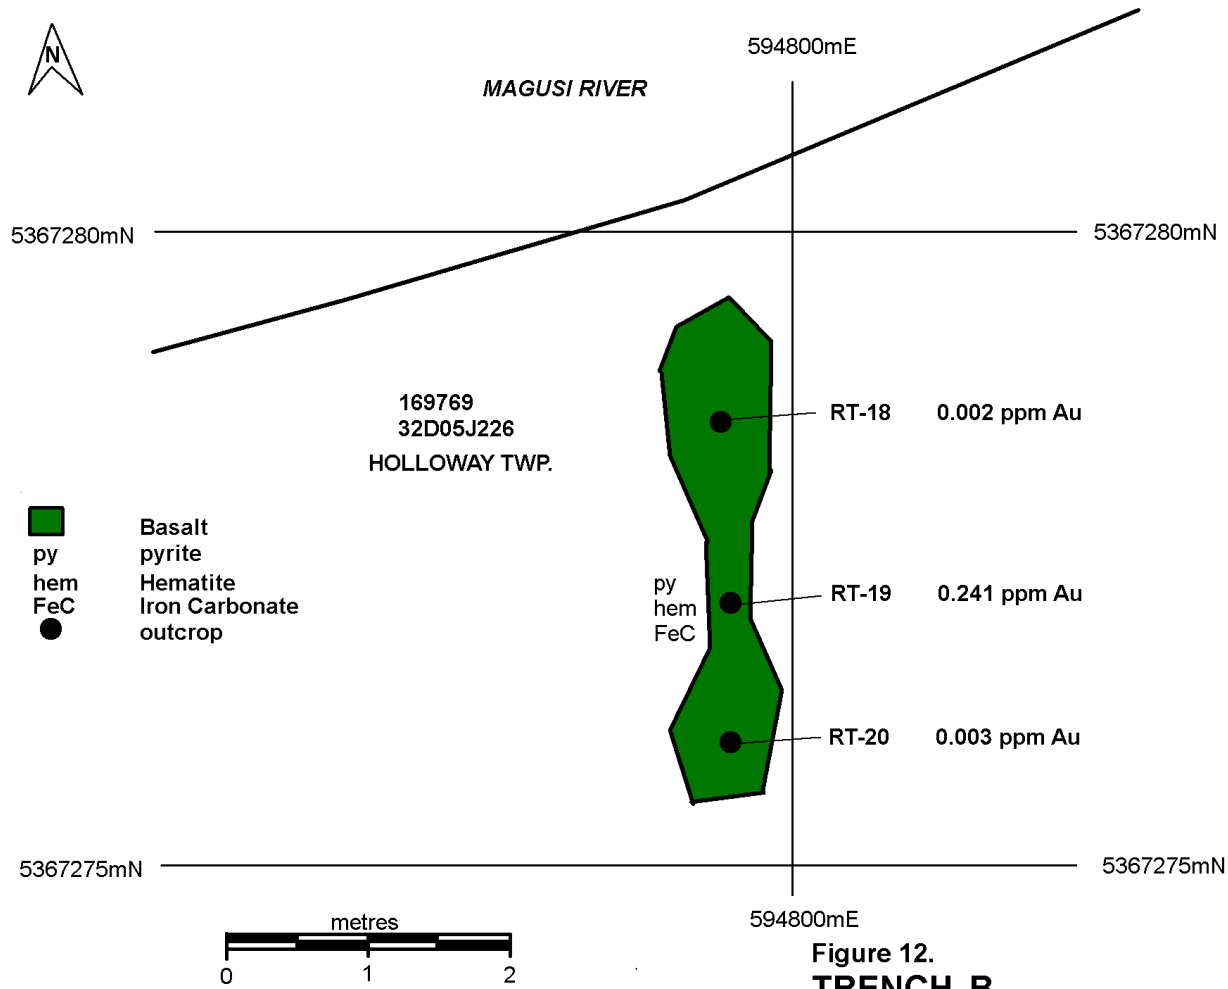 594800mE
N
MAGUSI RIVER
5367280mN
5367280mN
169769
32D05J226
HOLLOWAY TWP.
RT-18 0.002 ppm Au
Basalt
py pyrite
hem Hematite
FeC Iron Carbonate
outcrop
py
hem
FeC
RT-19 0.241 ppm Au
RT-20 0.003 ppm Au
5367275mN
5367275mN
594800mE
metres
0 1 2
Figure 12.
TRENCH B